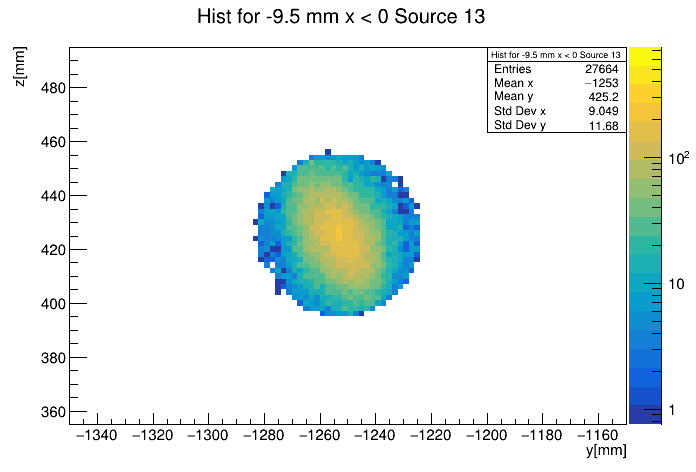 Hist for -9.5 mm x < 0 Source 13
z[mm]
Hist for -9.5 mm x < 0 Source 13
Entries 27664
Mean x −1253
Mean y 425.2
Std Dev x 9.049
Std Dev y 11.68
480
460
440
420
400
380
360
10²
10
1
−1340 −1320 −1300 −1280 −1260 −1240 −1220 −1200 −1180 −1160
y[mm]